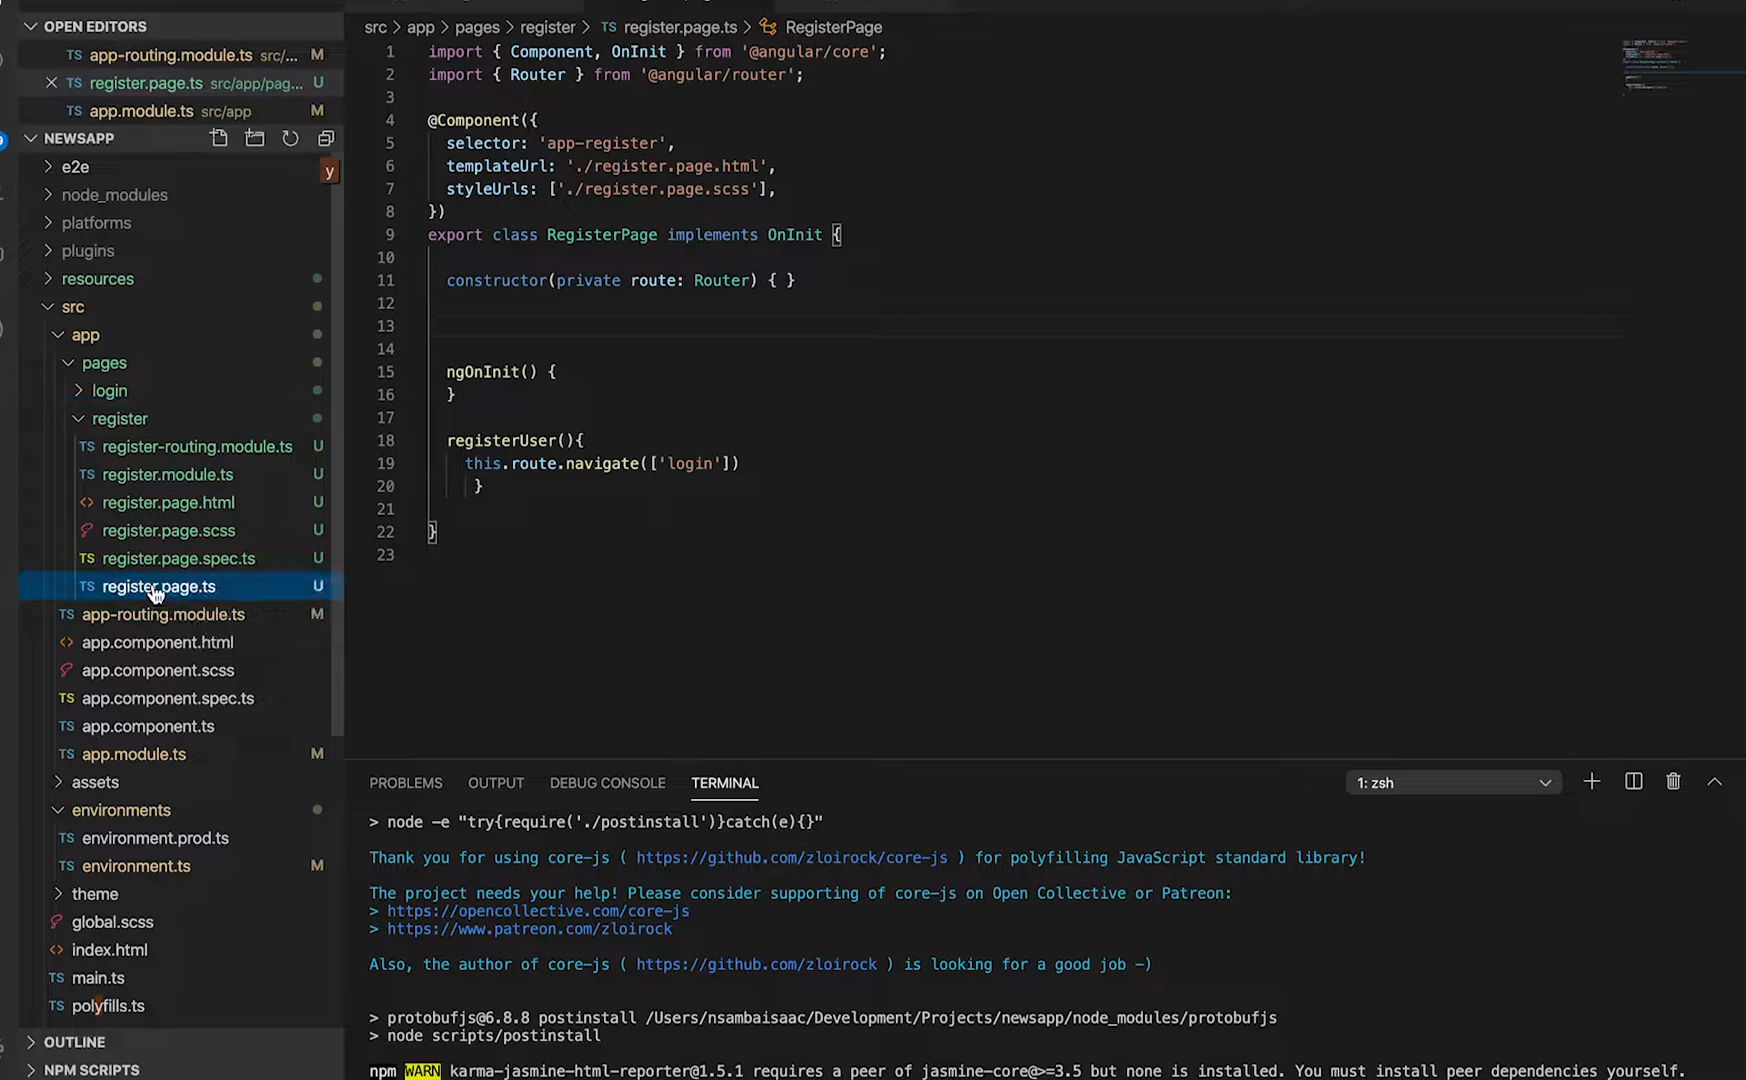 OPEN EDITORS
TS app-routing.module.ts src/... M
TS register.page.ts src/app/pag... U
TS app.module.ts src/app M
NEWSAPP
e2e
y
node_modules
platforms
plugins
resources
src
app
pages
login
register
TS register-routing.module.ts U
TS register.module.ts U
<> register.page.html U
register.page.scss U
TS register.page.spec.ts U
TS register.page.ts U
TS app-routing.module.ts M
<> app.component.html
app.component.scss
TS app.component.spec.ts
TS app.component.ts
TS app.module.ts M
assets
environments
TS environment.prod.ts
TS environment.ts M
theme
global.scss
<> index.html
TS main.ts
TS polyfills.ts
OUTLINE
NPM SCRIPTS
src > app > pages > register > TS register.page.ts > RegisterPage
1 import { Component, OnInit } from '@angular/core';
2 import { Router } from '@angular/router';
3
4 @Component({
5 selector: 'app-register',
6 templateUrl: './register.page.html',
7 styleUrls: ['./register.page.scss'],
8 })
9 export class RegisterPage implements OnInit {
10
11 constructor(private route: Router) { }
12
13
14
15 ngOnInit() {
16 }
17
18 registerUser(){
19 this.route.navigate(['login'])
20 }
21
22 }
23
PROBLEMS OUTPUT DEBUG CONSOLE TERMINAL 1: zsh
> node -e "try{require('./postinstall')}catch(e){}"
Thank you for using core-js ( https://github.com/zloirock/core-js ) for polyfilling JavaScript standard library!
The project needs your help! Please consider supporting of core-js on Open Collective or Patreon:
> https://opencollective.com/core-js
> https://www.patreon.com/zloirock
Also, the author of core-js ( https://github.com/zloirock ) is looking for a good job -)
> protobufjs@6.8.8 postinstall /Users/nsambaisaac/Development/Projects/newsapp/node_modules/protobufjs
> node scripts/postinstall
npm WARN karma-jasmine-html-reporter@1.5.1 requires a peer of jasmine-core@>=3.5 but none is installed. You must install peer dependencies yourself.